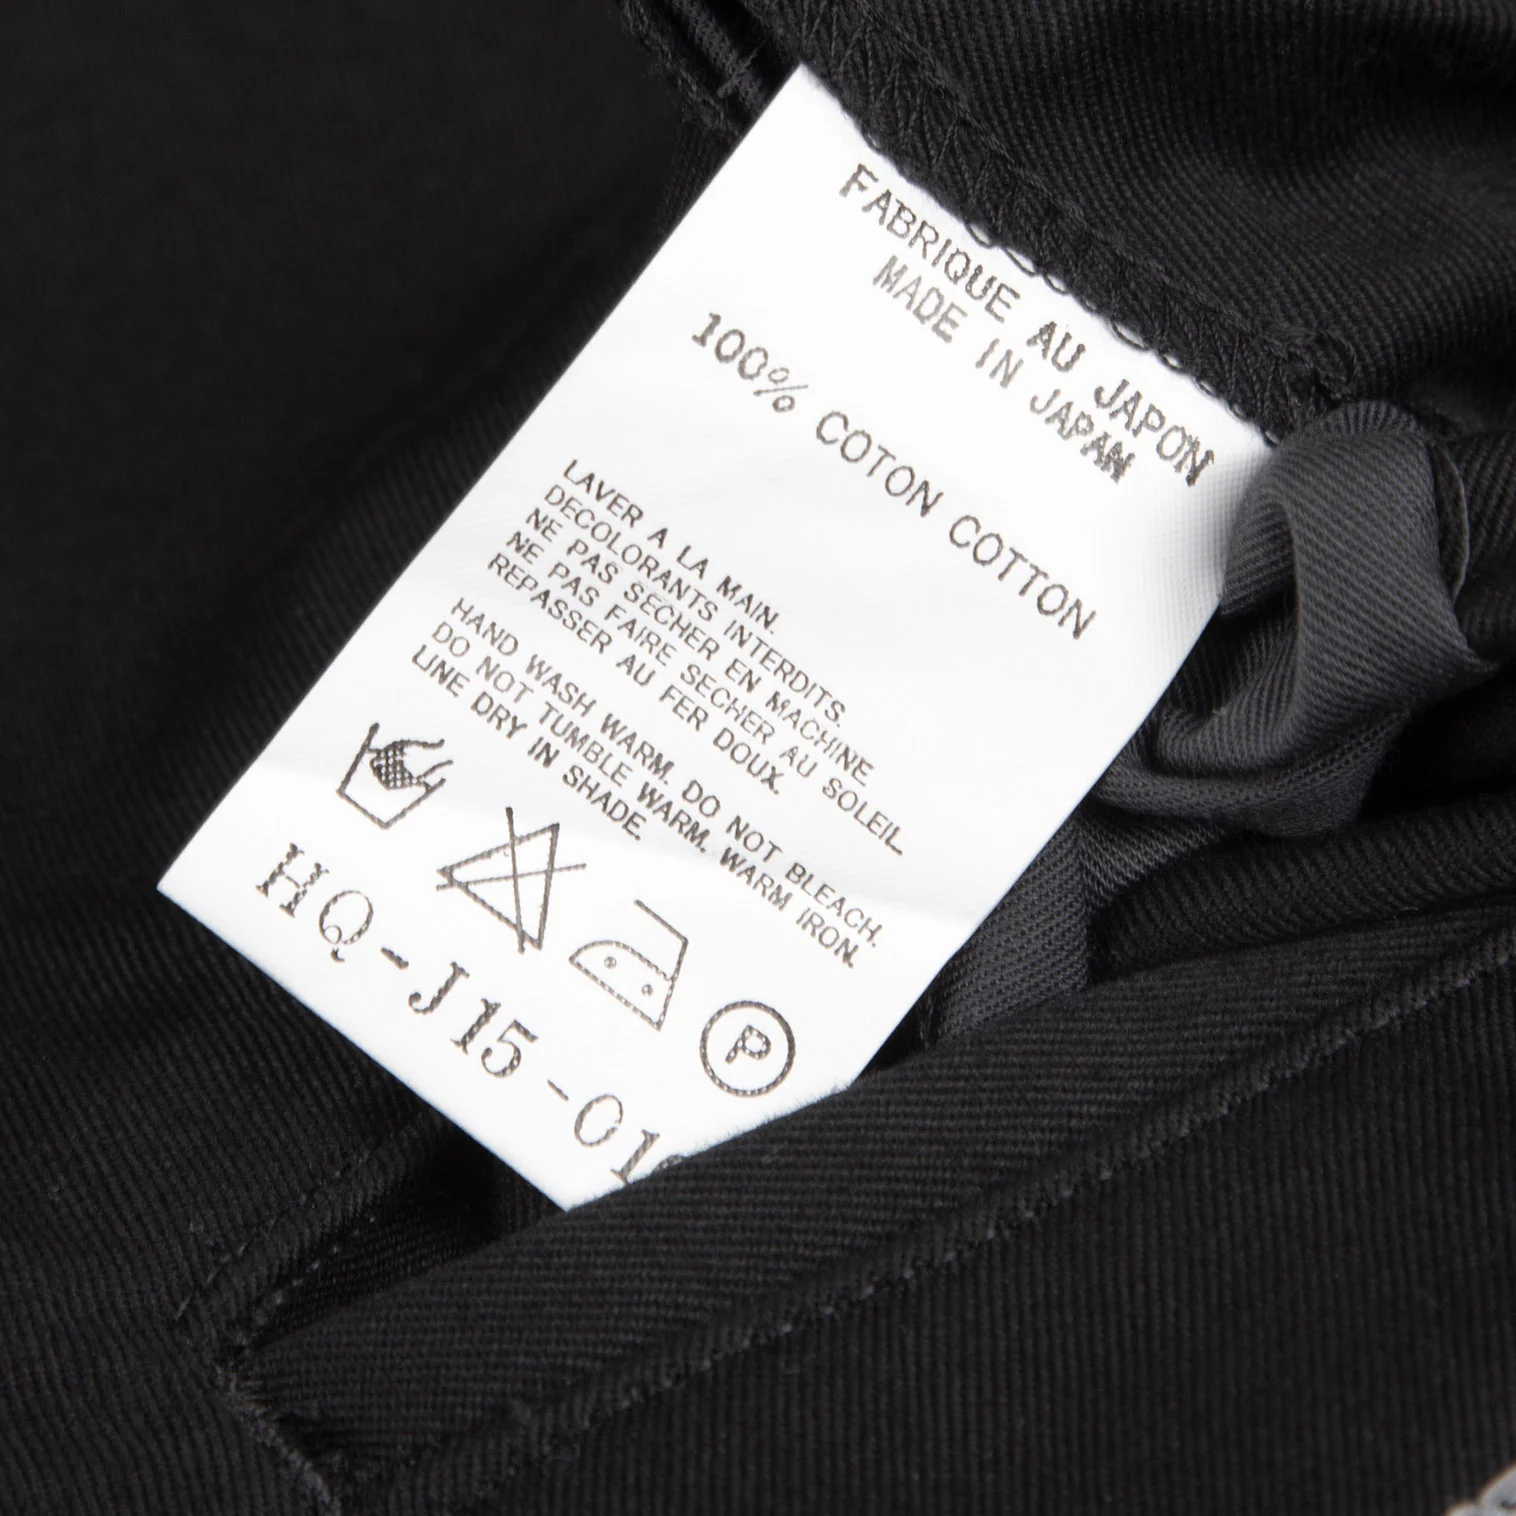 FABRIQUE AU JAPON
MADE IN JAPAN
100% COTON COTTON
LAVER A LA MAIN.
DECOLORANTS INTERDITS.
NE PAS SECHER EN MACHINE
NE PAS FAIRE SECHER AU SOLEIL.
REPASSER AU FER DOUX.
HAND WASH WARM. DO NOT BLEACH.
DO NOT TUMBLE WARM. WARM IRON.
LINE DRY IN SHADE.
P
HQ-J15-01